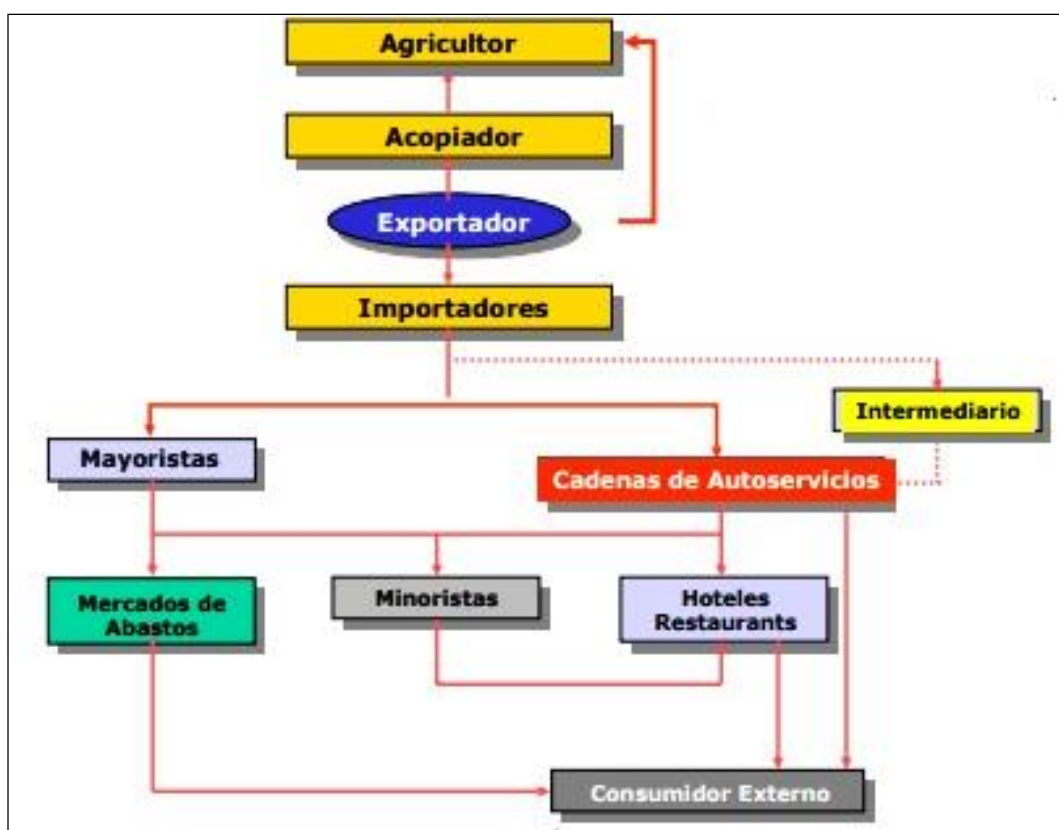 Agricultor
Acopiador
Exportador
Importadores
Intermediario
Mayoristas
Cadenas de Autoservicios
Mercados de
Abastos
Minoristas
Hoteles
Restaurants
Consumidor Externo